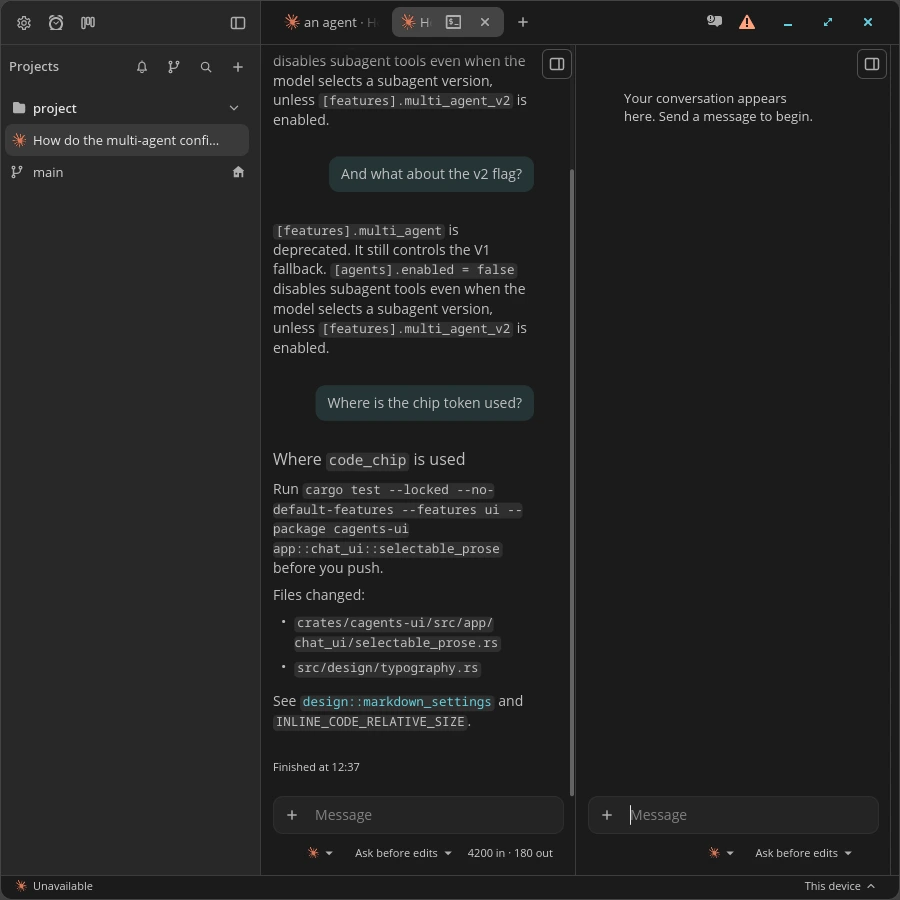 an agent · H
H
Projects
project
How do the multi-agent confi...
main
disables subagent tools even when the
model selects a subagent version,
unless [features].multi_agent_v2 is
enabled.
And what about the v2 flag?
[features].multi_agent is
deprecated. It still controls the V1
fallback. [agents].enabled = false
disables subagent tools even when the
model selects a subagent version,
unless [features].multi_agent_v2 is
enabled.
Where is the chip token used?
Where code_chip is used
Run cargo test --locked --no-
default-features --features ui --
package cagents-ui
app::chat_ui::selectable_prose
before you push.
Files changed:
• crates/cagents-ui/src/app/
chat_ui/selectable_prose.rs
• src/design/typography.rs
See design::markdown_settings and
INLINE_CODE_RELATIVE_SIZE.
Finished at 12:37
Message
Ask before edits 4200 in · 180 out
Your conversation appears
here. Send a message to begin.
Message
Ask before edits
Unavailable
This device